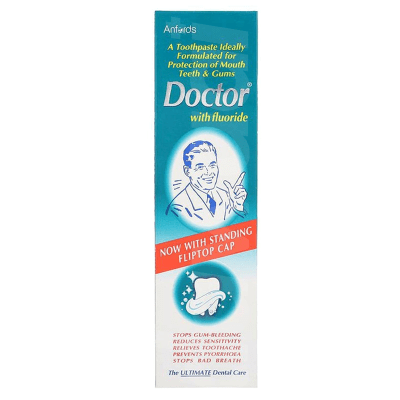 Anfords
A Toothpaste Ideally
Formulated for
Protection of Mouth
Teeth & Gums
Doctor®
with fluoride
NOW WITH STANDING
FLIPTOP CAP
STOPS GUM-BLEEDING
REDUCES SENSITIVITY
RELIEVES TOOTHACHE
PREVENTS PYORRHOEA
STOPS BAD BREATH
The ULTIMATE Dental Care